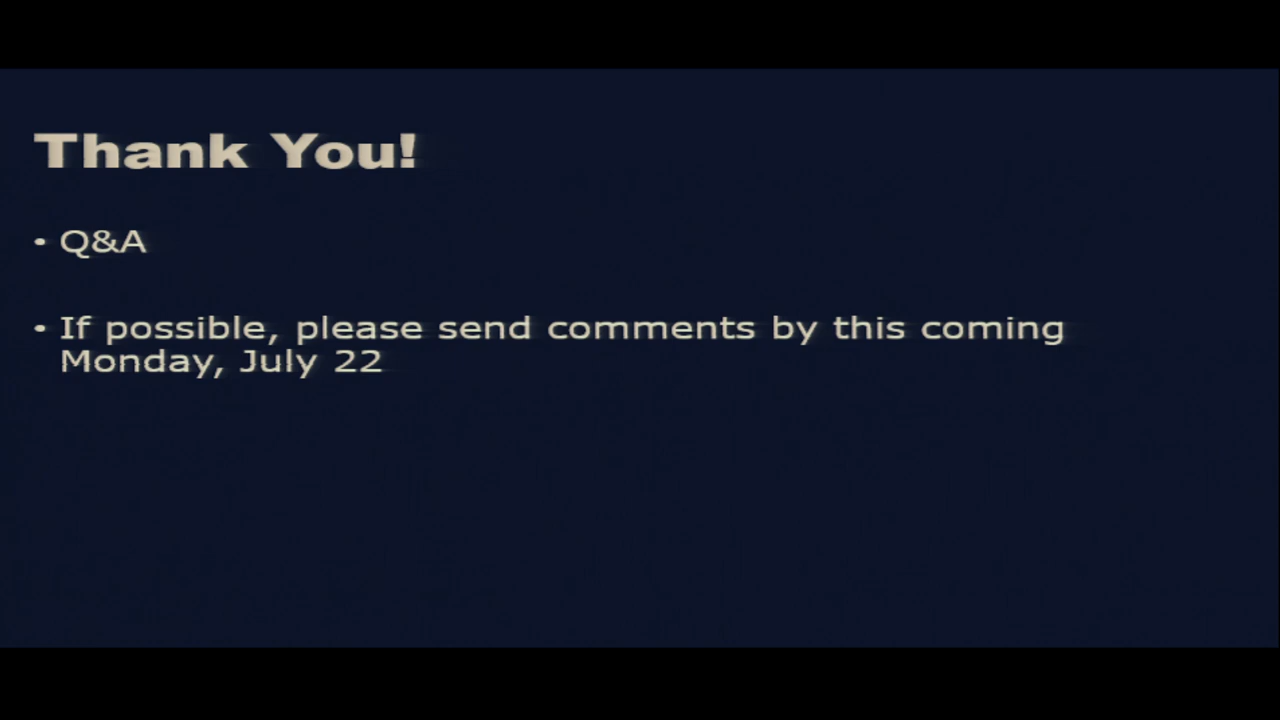 Thank You!
• Q&A
• If possible, please send comments by this coming
Monday, July 22